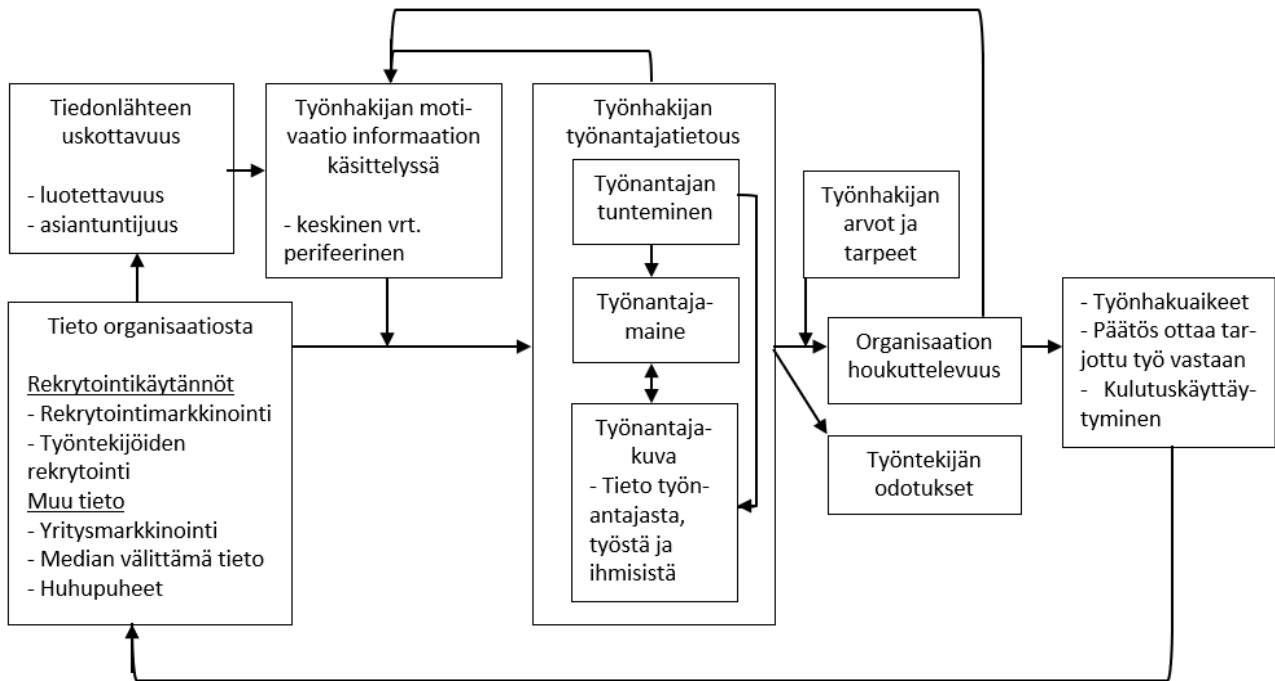 Tiedonlähteen
uskottavuus
- luotettavuus
- asiantuntijuus
Työnhakijan moti-
vaatio informaation
käsittelyssä
- keskinen vrt.
perifeerinen
Tieto organisaatiosta
Rekrytointikäytännöt
- Rekrytointimarkkinointi
- Työntekijöiden
rekrytointi
Muu tieto
- Yritysmarkkinointi
- Median välittämä tieto
- Huhupuheet
Työnhakijan
työnantajatietous
Työnantajan
tunteminen
Työnantaja-
maine
Työnantaja-
kuva
- Tieto työn-
antajasta,
työstä ja
ihmisistä
Työnhakijan
arvot ja
tarpeet
Organisaation
houkuttelevuus
Työntekijän
odotukset
- Työnhakuaikeet
- Päätös ottaa tar-
jottu työ vastaan
- Kulutuskäyttäy-
tyminen